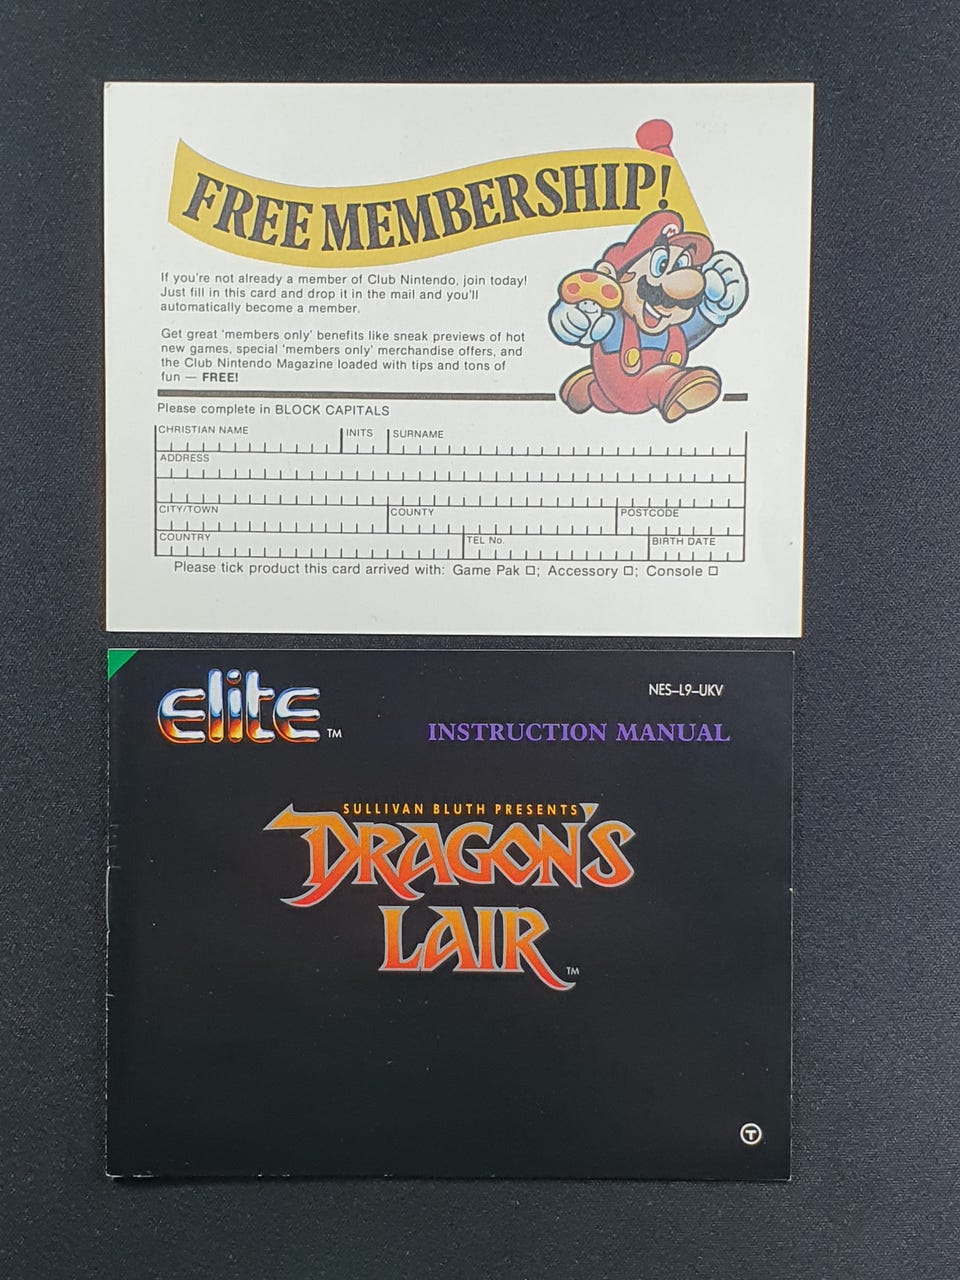 FREE MEMBERSHIP!
M
If you're not already a member of Club Nintendo, join today!
Just fill in this card and drop it in the mail and you'll
automatically become a member.
Get great 'members only' benefits like sneak previews of hot
new games, special 'members only' merchandise offers, and
the Club Nintendo Magazine loaded with tips and tons of
fun — FREE!
Please complete in BLOCK CAPITALS
CHRISTIAN NAME INITS SURNAME
ADDRESS
CITY/TOWN COUNTY POSTCODE
COUNTRY TEL No. BIRTH DATE
Please tick product this card arrived with: Game Pak □; Accessory □; Console □
elite™
NES–L9–UKV
INSTRUCTION MANUAL
SULLIVAN BLUTH PRESENTS
DRAGON'S
LAIR™
T